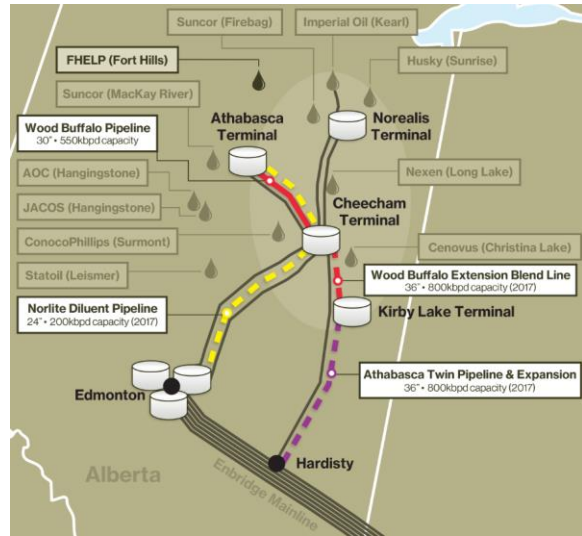 Suncor (Firebag)
Imperial Oil (Kearl)
FHELP (Fort Hills)
Husky (Sunrise)
Suncor (MacKay River)
Athabasca
Terminal
Norealis
Terminal
Wood Buffalo Pipeline
30" • 550kbpd capacity
AOC (Hangingstone)
Nexen (Long Lake)
JACOS (Hangingstone)
Cheecham
Terminal
ConocoPhillips (Surmont)
Cenovus (Christina Lake)
Statoil (Leismer)
Wood Buffalo Extension Blend Line
36" • 800kbpd capacity (2017)
Norlite Diluent Pipeline
24" • 200kbpd capacity (2017)
Kirby Lake Terminal
Athabasca Twin Pipeline & Expansion
36" • 800kbpd capacity (2017)
Edmonton
Hardisty
Alberta
Enbridge Mainline